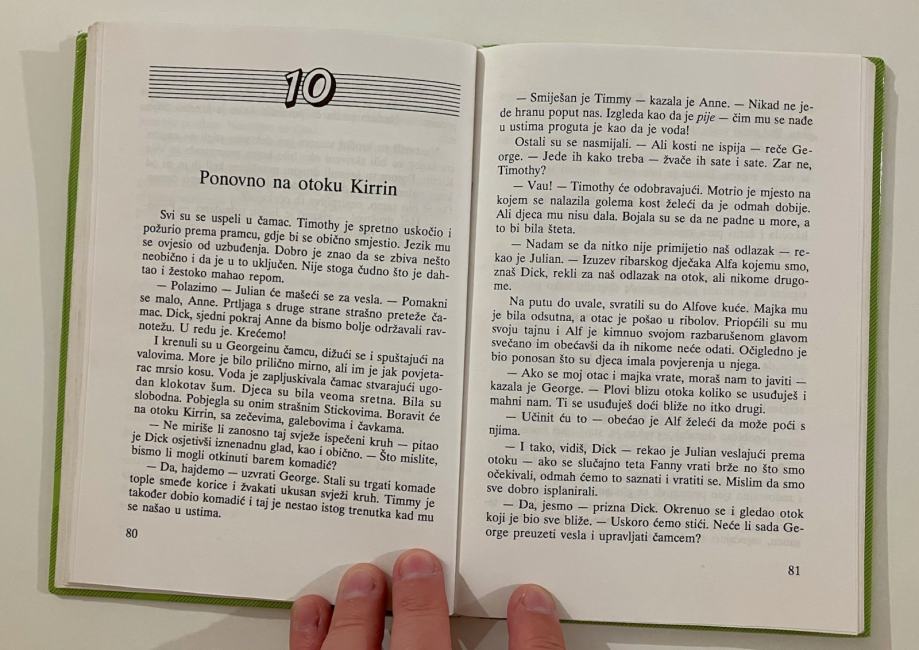 10
Ponovno na otoku Kirrin
Svi su se uspeli u čamac. Timothy je spretno uskočio i
požurio prema pramcu, gdje bi se obično smjestio. Jezik mu
se ovjesio od uzbuđenja. Dobro je znao da se zbiva nešto
neobično i da je u to uključen. Nije stoga čudno što je dah-
tao i žestoko mahao repom.
— Polazimo — Julian će mašeći se za vesla. — Pomakni
se malo, Anne. Prtljaga s druge strane strašno preteže ča-
mac. Dick, sjedni pokraj Anne da bismo bolje održavali rav-
notežu. U redu je. Krećemo!
I krenuli su u Georgeinu čamcu, dižući se i spuštajući na
valovima. More je bilo prilično mirno, ali im je jak povjeta-
rac mrsio kosu. Voda je zapljuskivala čamac stvarajući ugo-
dan klokotav šum. Djeca su bila veoma sretna. Bila su
slobodna. Pobjegla su onim strašnim Stickovima. Boravit će
na otoku Kirrin, sa zečevima, galebovima i čavkama.
— Ne miriše li zanosno taj svježe ispečeni kruh — pitao
je Dick osjetivši iznenadnu glad, kao i obično. — Što mislite,
bismo li mogli otkinuti barem komadić?
— Da, hajdemo — uzvrati George. Stali su trgati komade
tople smeđe korice i žvakati ukusan svježi kruh. Timmy je
također dobio komadić i taj je nestao istog trenutka kad mu
se našao u ustima.
80
— Smiješan je Timmy — kazala je Anne. — Nikad ne je-
de hranu poput nas. Izgleda kao da je pije — čim mu se nađe
u ustima proguta je kao da je voda!
Ostali su se nasmijali. — Ali kosti ne ispija — reče Ge-
orge. — Jede ih kako treba — žvače ih sate i sate. Zar ne,
Timothy?
— Vau! — Timothy će odobravajući. Motrio je mjesto na
kojem se nalazila golema kost želeći da je odmah dobije.
Ali djeca mu nisu dala. Bojala su se da ne padne u more, a
to bi bila šteta.
— Nadam se da nitko nije primijetio naš odlazak — re-
kao je Julian. — Izuzev ribarskog dječaka Alfa kojemu smo,
znaš Dick, rekli za naš odlazak na otok, ali nikome drugo-
me.
Na putu do uvale, svratili su do Alfove kuće. Majka mu
je bila odsutna, a otac je pošao u ribolov. Priopćili su mu
svoju tajnu i Alf je kimnuo svojom razbarušenom glavom
svečano im obećavši da ih nikome neće odati. Očigledno je
bio ponosan što su djeca imala povjerenja u njega.
— Ako se moj otac i majka vrate, moraš nam to javiti —
kazala je George. — Plovi blizu otoka koliko se usuđuješ i
mahni nam. Ti se usuđuješ doći bliže no itko drugi.
— Učinit ću to — obećao je Alf želeći da može poći s
njima.
— I tako, vidiš, Dick — rekao je Julian veslajući prema
otoku — ako se slučajno teta Fanny vrati brže no što smo
očekivali, odmah ćemo to saznati i vratiti se. Mislim da smo
sve dobro isplanirali.
— Da, jesmo — prizna Dick. Okrenuo se i gledao otok
koji je bio sve bliže. — Uskoro ćemo stići. Neće li sada Ge-
orge preuzeti vesla i upravljati čamcem?
81